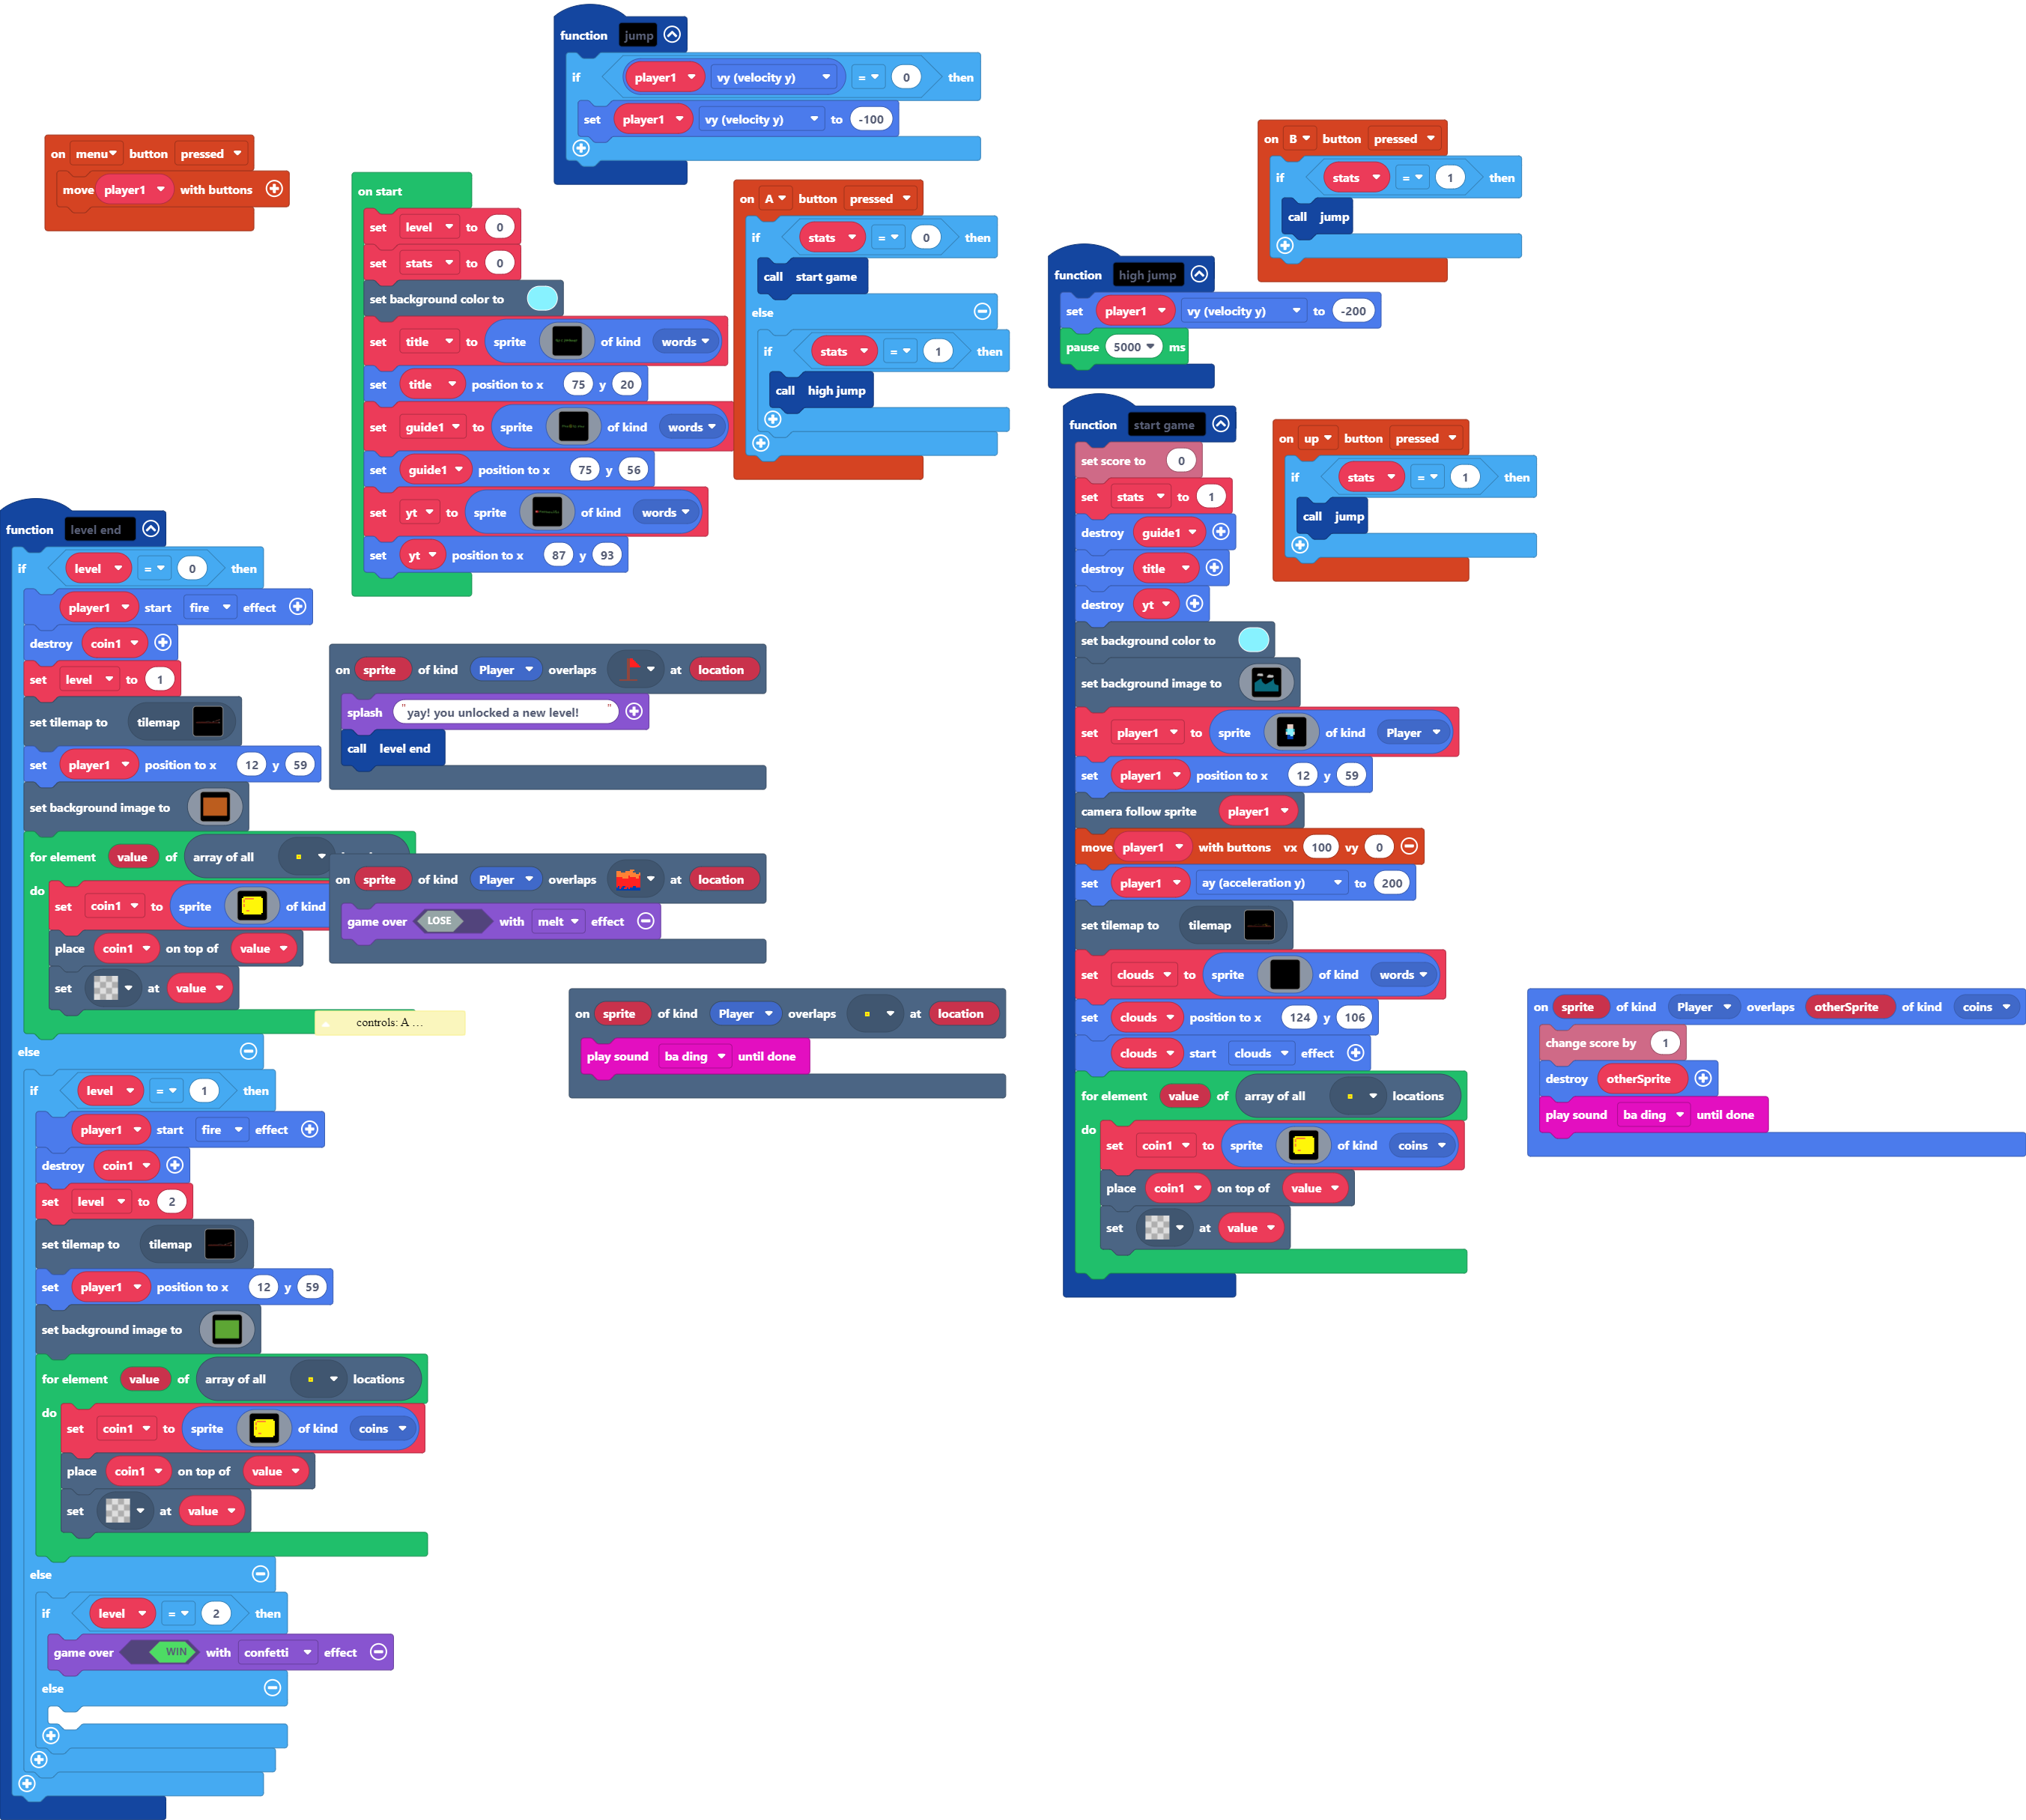 function jump
if player1 vy (velocity y) = 0 then
set player1 vy (velocity y) to -100
on menu button pressed
move player1 with buttons
on start
set level to 0
set stats to 0
set background color to
set title to sprite of kind words
set title position to x 75 y 20
set guide1 to sprite of kind words
set guide1 position to x 75 y 56
set yt to sprite of kind words
set yt position to x 87 y 93
on A button pressed
if stats = 0 then
call start game
else
if stats = 1 then
call high jump
on B button pressed
if stats = 1 then
call jump
function high jump
set player1 vy (velocity y) to -200
pause 5000 ms
function start game
set score to 0
set stats to 1
destroy guide1
destroy title
destroy yt
set background color to
set background image to
set player1 to sprite of kind Player
set player1 position to x 12 y 59
camera follow sprite player1
move player1 with buttons vx 100 vy 0
set player1 ay (acceleration y) to 200
set tilemap to tilemap
set clouds to sprite of kind words
set clouds position to x 124 y 106
clouds start clouds effect
for element value of array of all locations
do
set coin1 to sprite of kind coins
place coin1 on top of value
set at value
on up button pressed
if stats = 1 then
call jump
function level end
if level = 0 then
player1 start fire effect
destroy coin1
set level to 1
set tilemap to tilemap
set player1 position to x 12 y 59
set background image to
for element value of array of all
do
set coin1 to sprite of kind
place coin1 on top of value
set at value
else
if level = 1 then
player1 start fire effect
destroy coin1
set level to 2
set tilemap to tilemap
set player1 position to x 12 y 59
set background image to
for element value of array of all locations
do
set coin1 to sprite of kind coins
place coin1 on top of value
set at value
else
if level = 2 then
game over WIN with confetti effect
else
on sprite of kind Player overlaps at location
splash "yay! you unlocked a new level! "
call level end
on sprite of kind Player overlaps at location
game over LOSE with melt effect
controls: A ...
on sprite of kind Player overlaps at location
play sound ba ding until done
on sprite of kind Player overlaps otherSprite of kind coins
change score by 1
destroy otherSprite
play sound ba ding until done